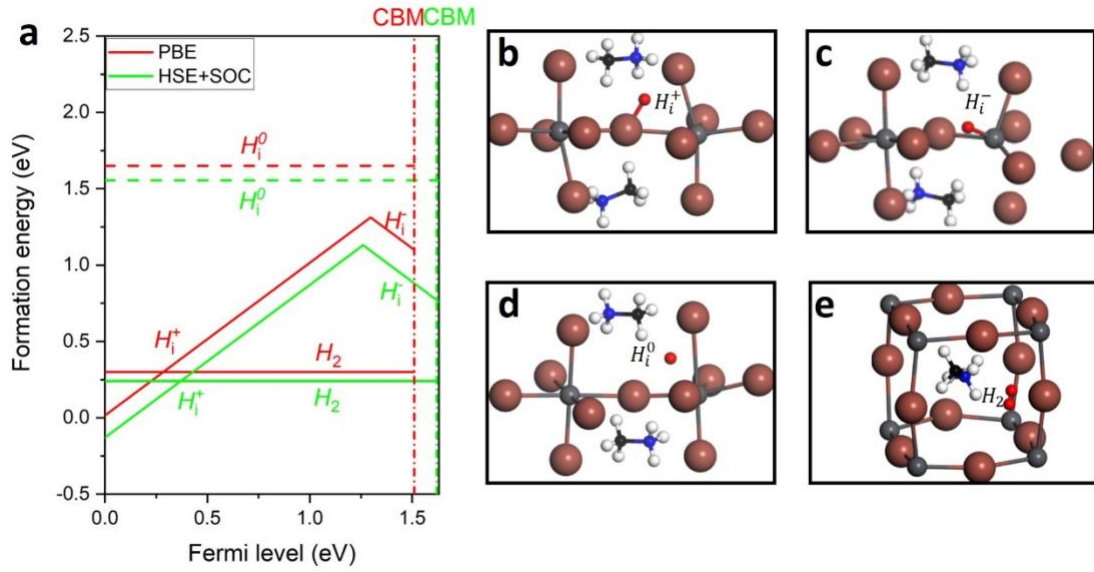 CBM CBM
a
PBE
HSE+SOC
Formation energy (eV)
2.5
2.0
1.5
1.0
0.5
0.0
-0.5
H_i^0
H_i^0
H_i^-
H_i^-
H_i^+
H_2
H_i^+
H_2
0.0 0.5 1.0 1.5
Fermi level (eV)
b
H_i^+
c
H_i^-
d
H_i^0
e
H_2